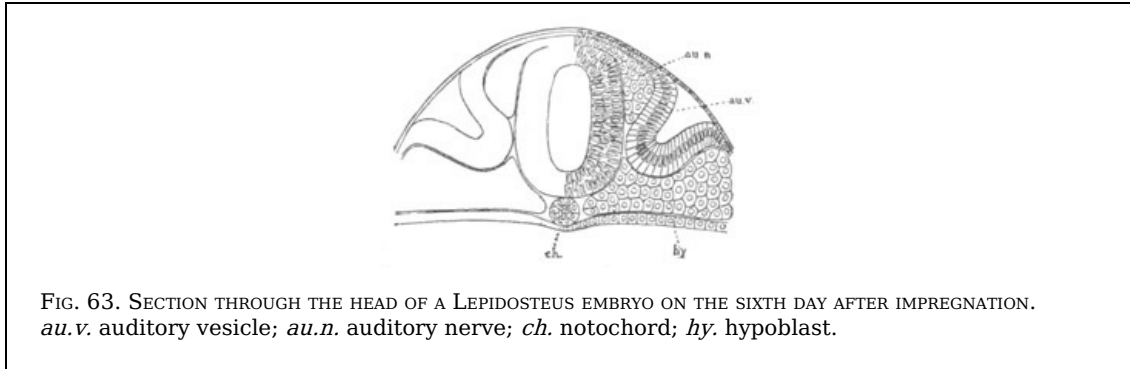 au n
au.v.
ch.
hy
FIG. 63. SECTION THROUGH THE HEAD OF A LEPIDOSTEUS EMBRYO ON THE SIXTH DAY AFTER IMPREGNATION.
au.v. auditory vesicle; au.n. auditory nerve; ch. notochord; hy. hypoblast.